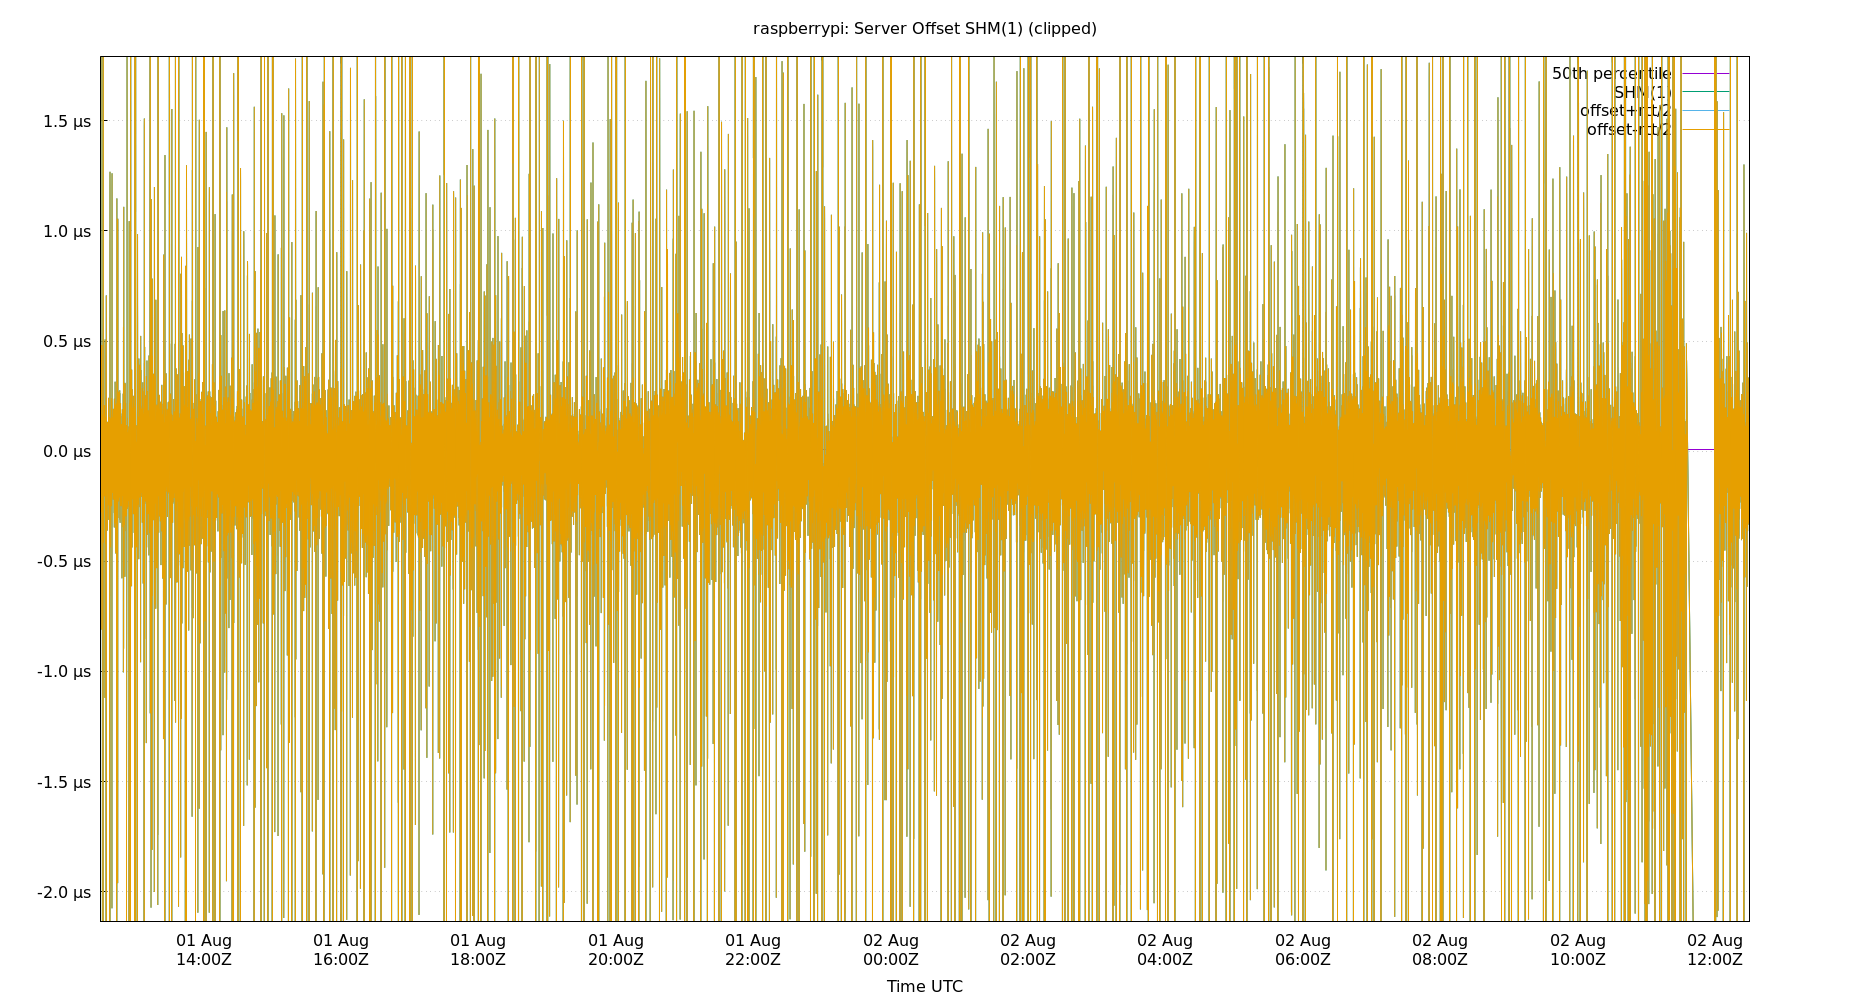 raspberrypi: Server Offset SHM(1) (clipped)
50th percentile
SHM(1)
offset+rtt/2
offset-rtt/2
1.5 µs
1.0 µs
0.5 µs
0.0 µs
-0.5 µs
-1.0 µs
-1.5 µs
-2.0 µs
01 Aug 01 Aug 01 Aug 01 Aug 01 Aug 02 Aug 02 Aug 02 Aug 02 Aug 02 Aug 02 Aug 02 Aug
14:00Z 16:00Z 18:00Z 20:00Z 22:00Z 00:00Z 02:00Z 04:00Z 06:00Z 08:00Z 10:00Z 12:00Z
Time UTC